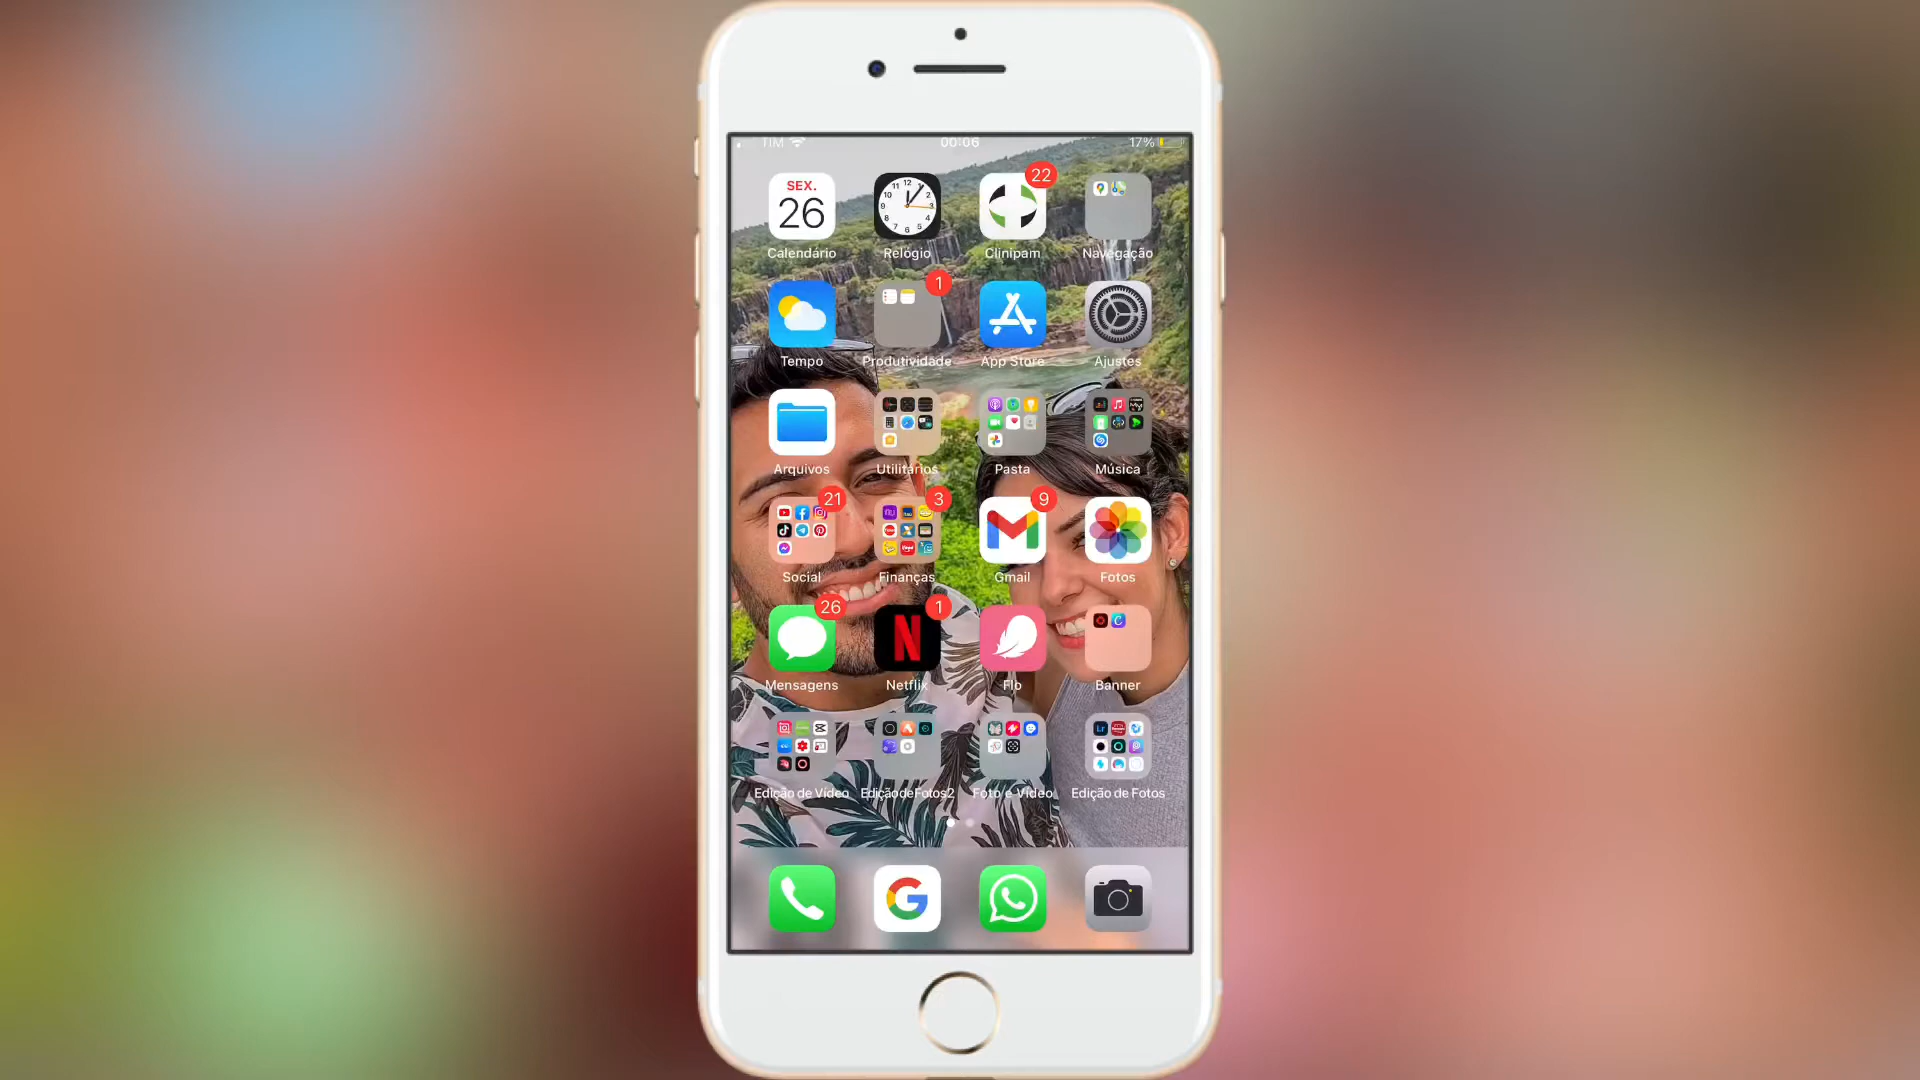 TIM 00:06 17%
22
SEX.
26
Calendário Relógio Clinipam Navegação
1
Tempo Produtividade App Store Ajustes
Arquivos Utilitários Pasta Música
21 3 9
Social Finanças Gmail Fotos
26 1
Mensagens Netflix Flo Banner
Edição de Vídeo EdiçãodeFotos2 Foto e Vídeo Edição de Fotos